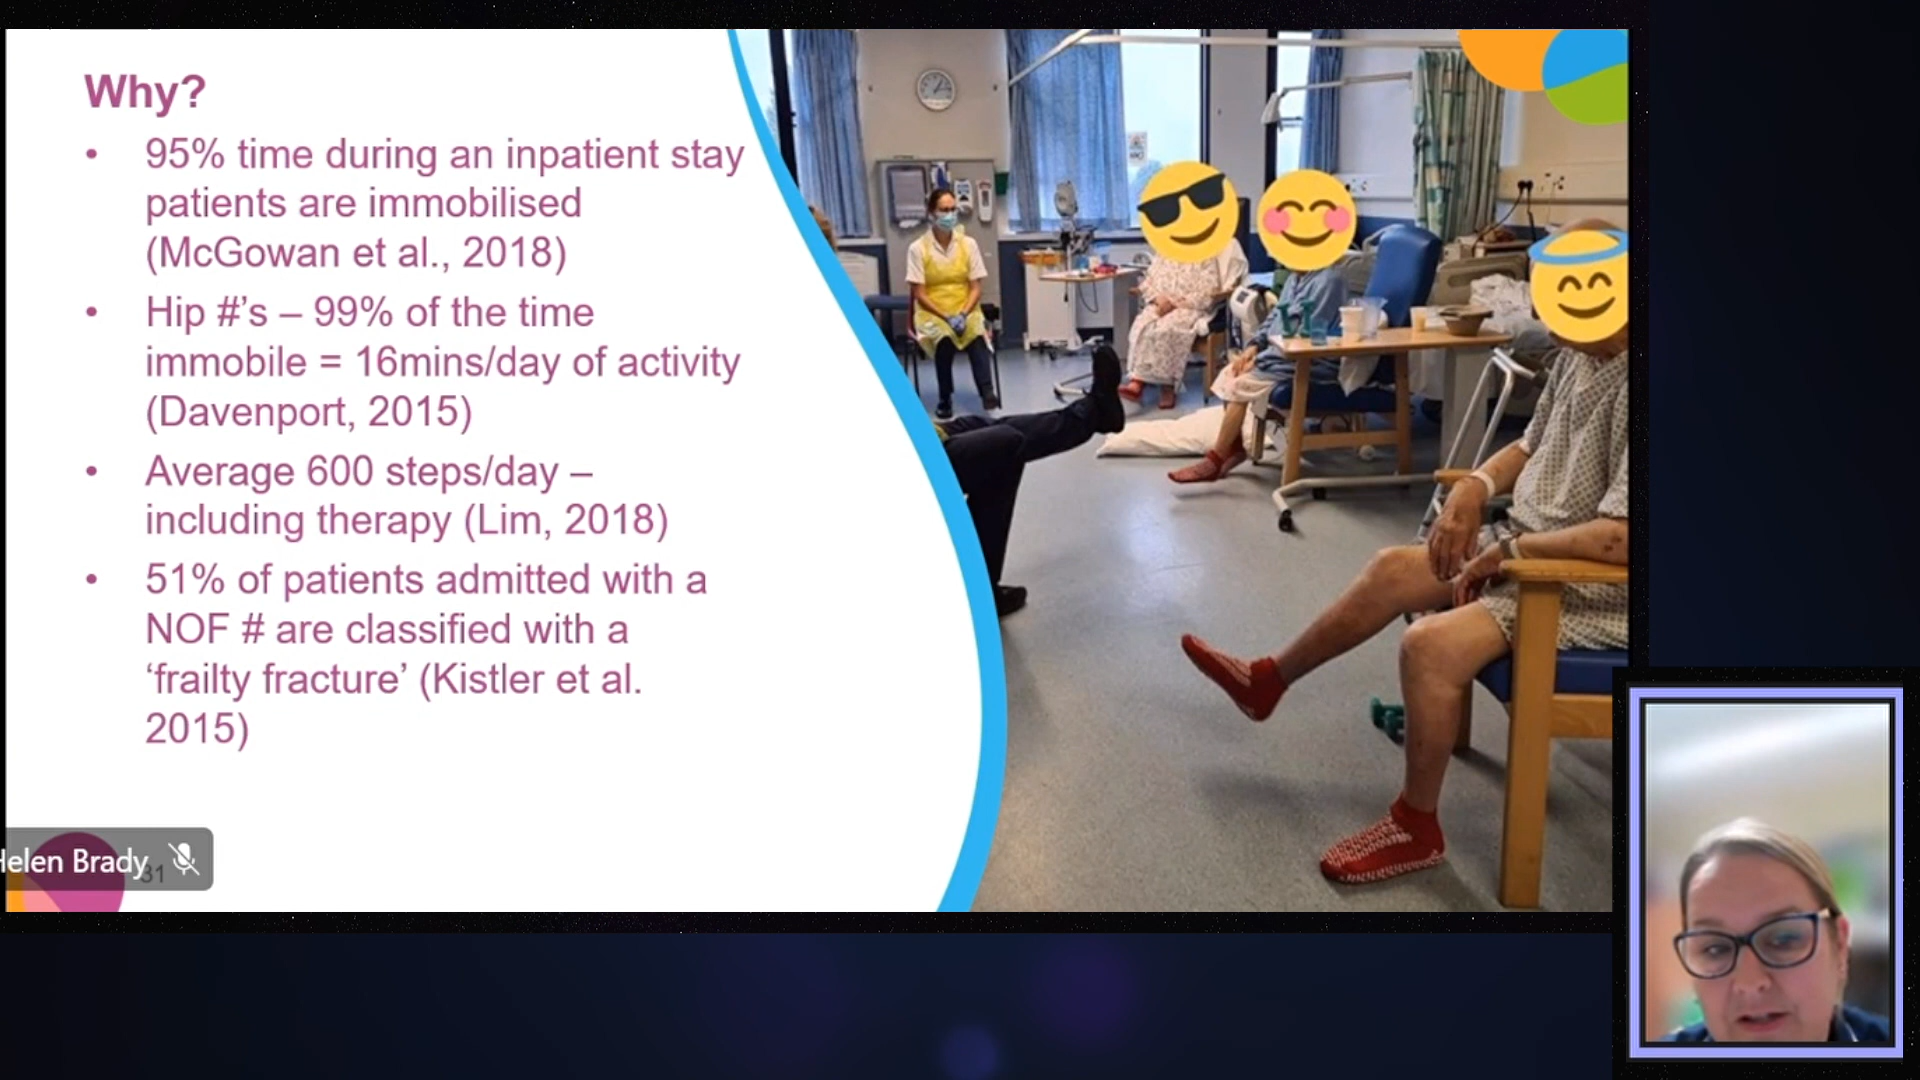 Why?
• 95% time during an inpatient stay
patients are immobilised
(McGowan et al., 2018)
• Hip #’s – 99% of the time
immobile = 16mins/day of activity
(Davenport, 2015)
• Average 600 steps/day –
including therapy (Lim, 2018)
• 51% of patients admitted with a
NOF # are classified with a
‘frailty fracture’ (Kistler et al.
2015)
Helen Brady
31